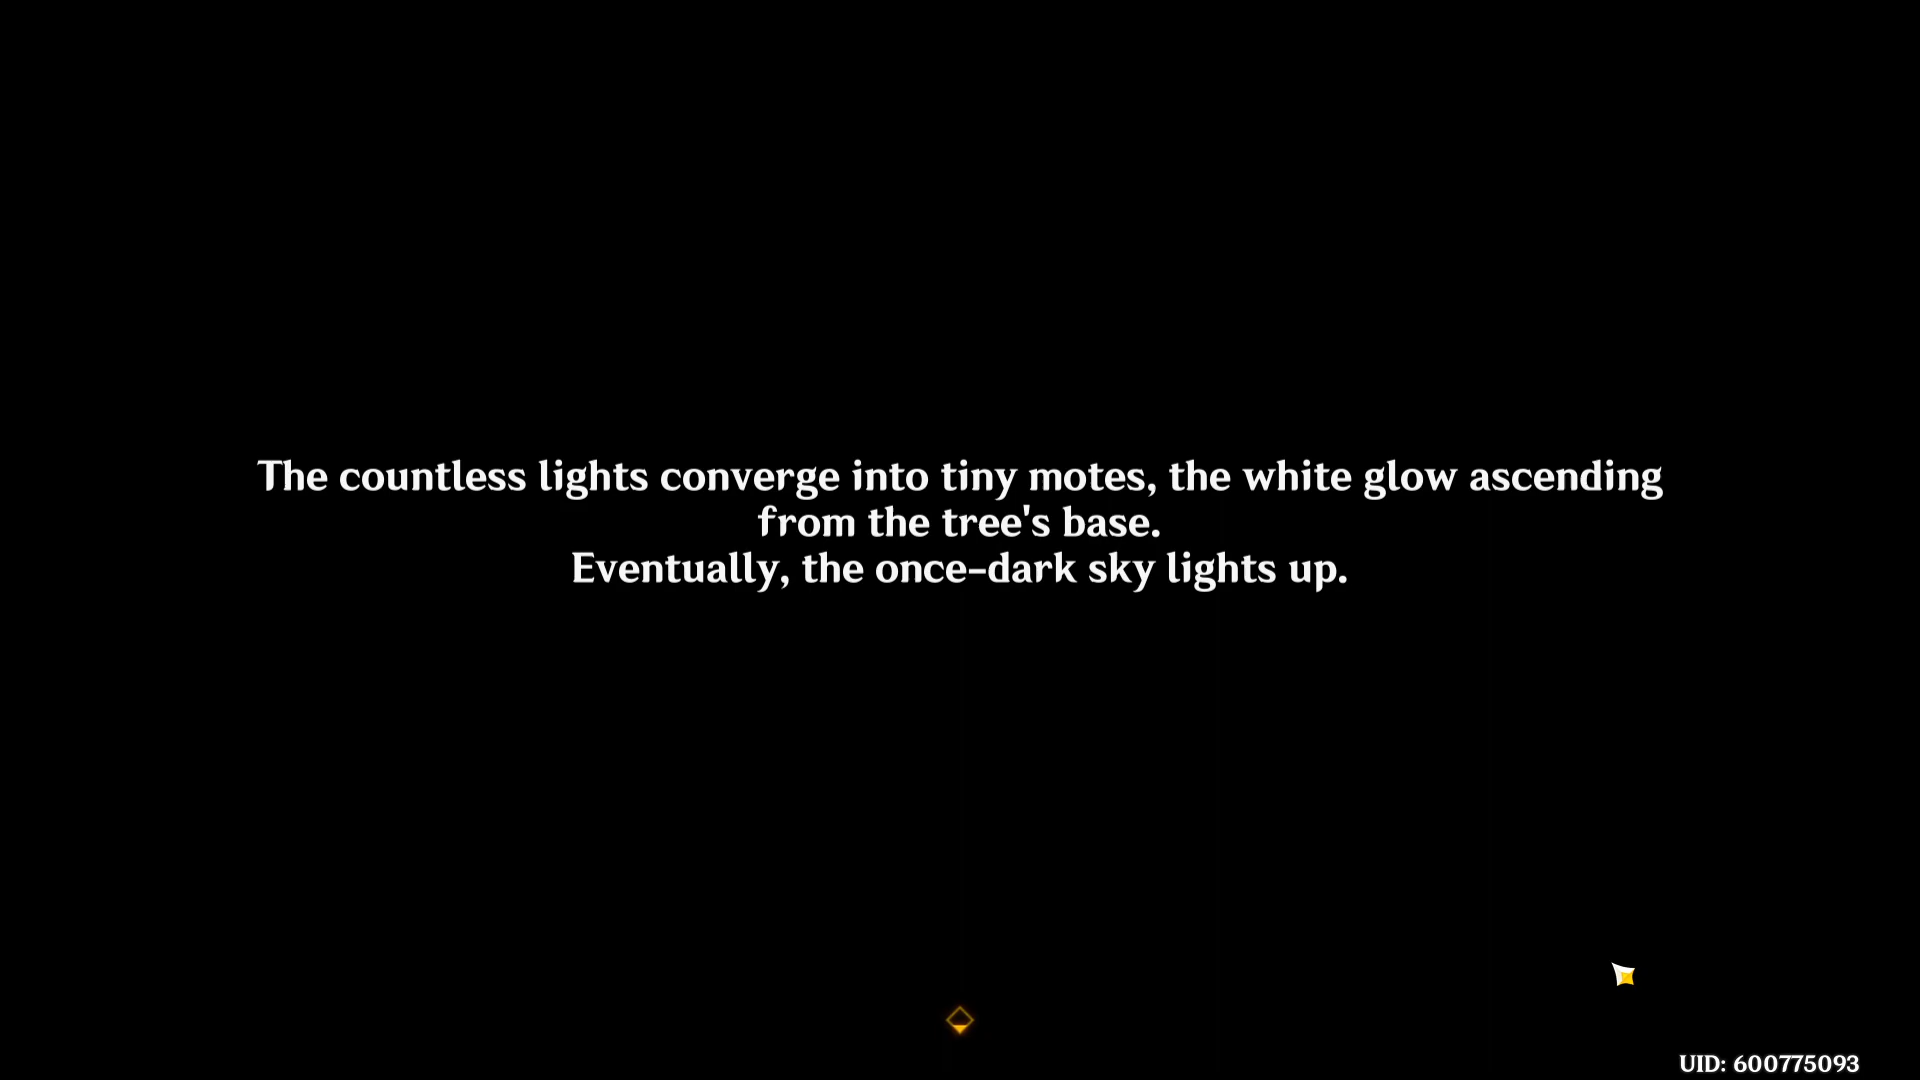 The countless lights converge into tiny motes, the white glow ascending
from the tree's base.
Eventually, the once-dark sky lights up.
UID: 600775093